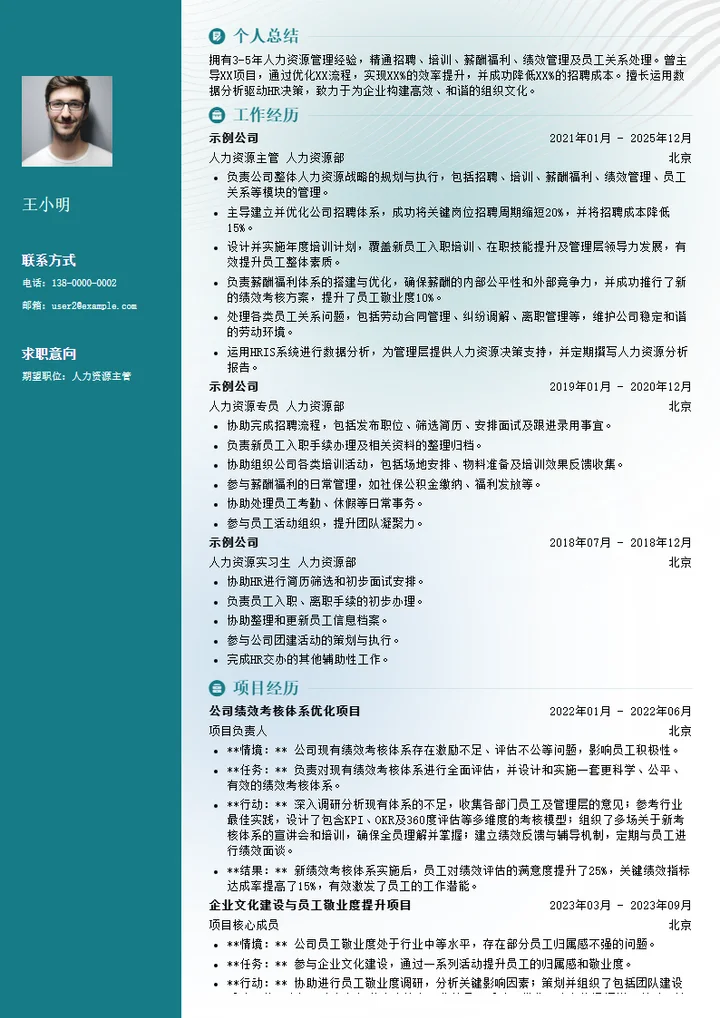 王小明
联系方式
电话: 138-0000-0002
邮箱: user2@example.com
求职意向
期望职位: 人力资源主管
个人总结
拥有3-5年人力资源管理经验，精通招聘、培训、薪酬福利、绩效管理及员工关系处理。曾主
导XX项目，通过优化XX流程，实现XX%的效率提升，并成功降低XX%的招聘成本。擅长运用数
据分析驱动HR决策，致力于为企业构建高效、和谐的组织文化。
工作经历
示例公司 2021年01月 - 2025年12月
人力资源主管 人力资源部 北京
• 负责公司整体人力资源战略的规划与执行，包括招聘、培训、薪酬福利、绩效管理、员工
关系等模块的管理。
• 主导建立并优化公司招聘体系，成功将关键岗位招聘周期缩短20%，并将招聘成本降低
15%。
• 设计并实施年度培训计划，覆盖新员工入职培训、在职技能提升及管理层领导力发展，有
效提升员工整体素质。
• 负责薪酬福利体系的搭建与优化，确保薪酬的内部公平性和外部竞争力，并成功推行了新
的绩效考核方案，提升了员工敬业度10%。
• 处理各类员工关系问题，包括劳动合同管理、纠纷调解、离职管理等，维护公司稳定和谐
的劳动环境。
• 运用HRIS系统进行数据分析，为管理层提供人力资源决策支持，并定期撰写人力资源分析
报告。
示例公司 2019年01月 - 2020年12月
人力资源专员 人力资源部 北京
• 协助完成招聘流程，包括发布职位、筛选简历、安排面试及跟进录用事宜。
• 负责新员工入职手续办理及相关资料的整理归档。
• 协助组织公司各类培训活动，包括场地安排、物料准备及培训效果反馈收集。
• 参与薪酬福利的日常管理，如社保公积金缴纳、福利发放等。
• 协助处理员工考勤、休假等日常事务。
• 参与员工活动组织，提升团队凝聚力。
示例公司 2018年07月 - 2018年12月
人力资源实习生 人力资源部 北京
• 协助HR进行简历筛选和初步面试安排。
• 负责员工入职、离职手续的初步办理。
• 协助整理和更新员工信息档案。
• 参与公司团建活动的策划与执行。
• 完成HR交办的其他辅助性工作。
项目经历
公司绩效考核体系优化项目 2022年01月 - 2022年06月
项目负责人 北京
• **情境：** 公司现有绩效考核体系存在激励不足、评估不公等问题，影响员工积极性。
• **任务：** 负责对现有绩效考核体系进行全面评估，并设计和实施一套更科学、公平、
有效的绩效考核体系。
• **行动：** 深入调研分析现有体系的不足，收集各部门员工及管理层的意见；参考行业
最佳实践，设计了包含KPI、OKR及360度评估等多维度的考核模型；组织了多场关于新考
核体系的宣讲会和培训，确保全员理解并掌握；建立绩效反馈与辅导机制，定期与员工进
行绩效面谈。
• **结果：** 新绩效考核体系实施后，员工对绩效评估的满意度提升了25%，关键绩效指标
达成率提高了15%，有效激发了员工的工作潜能。
企业文化建设与员工敬业度提升项目 2023年03月 - 2023年09月
项目核心成员 北京
• **情境：** 公司员工敬业度处于行业中等水平，存在部分员工归属感不强的问题。
• **任务：** 参与企业文化建设，通过一系列活动提升员工的归属感和敬业度。
• **行动：** 协助进行员工敬业度调研，分析关键影响因素；策划并组织了包括团队建设